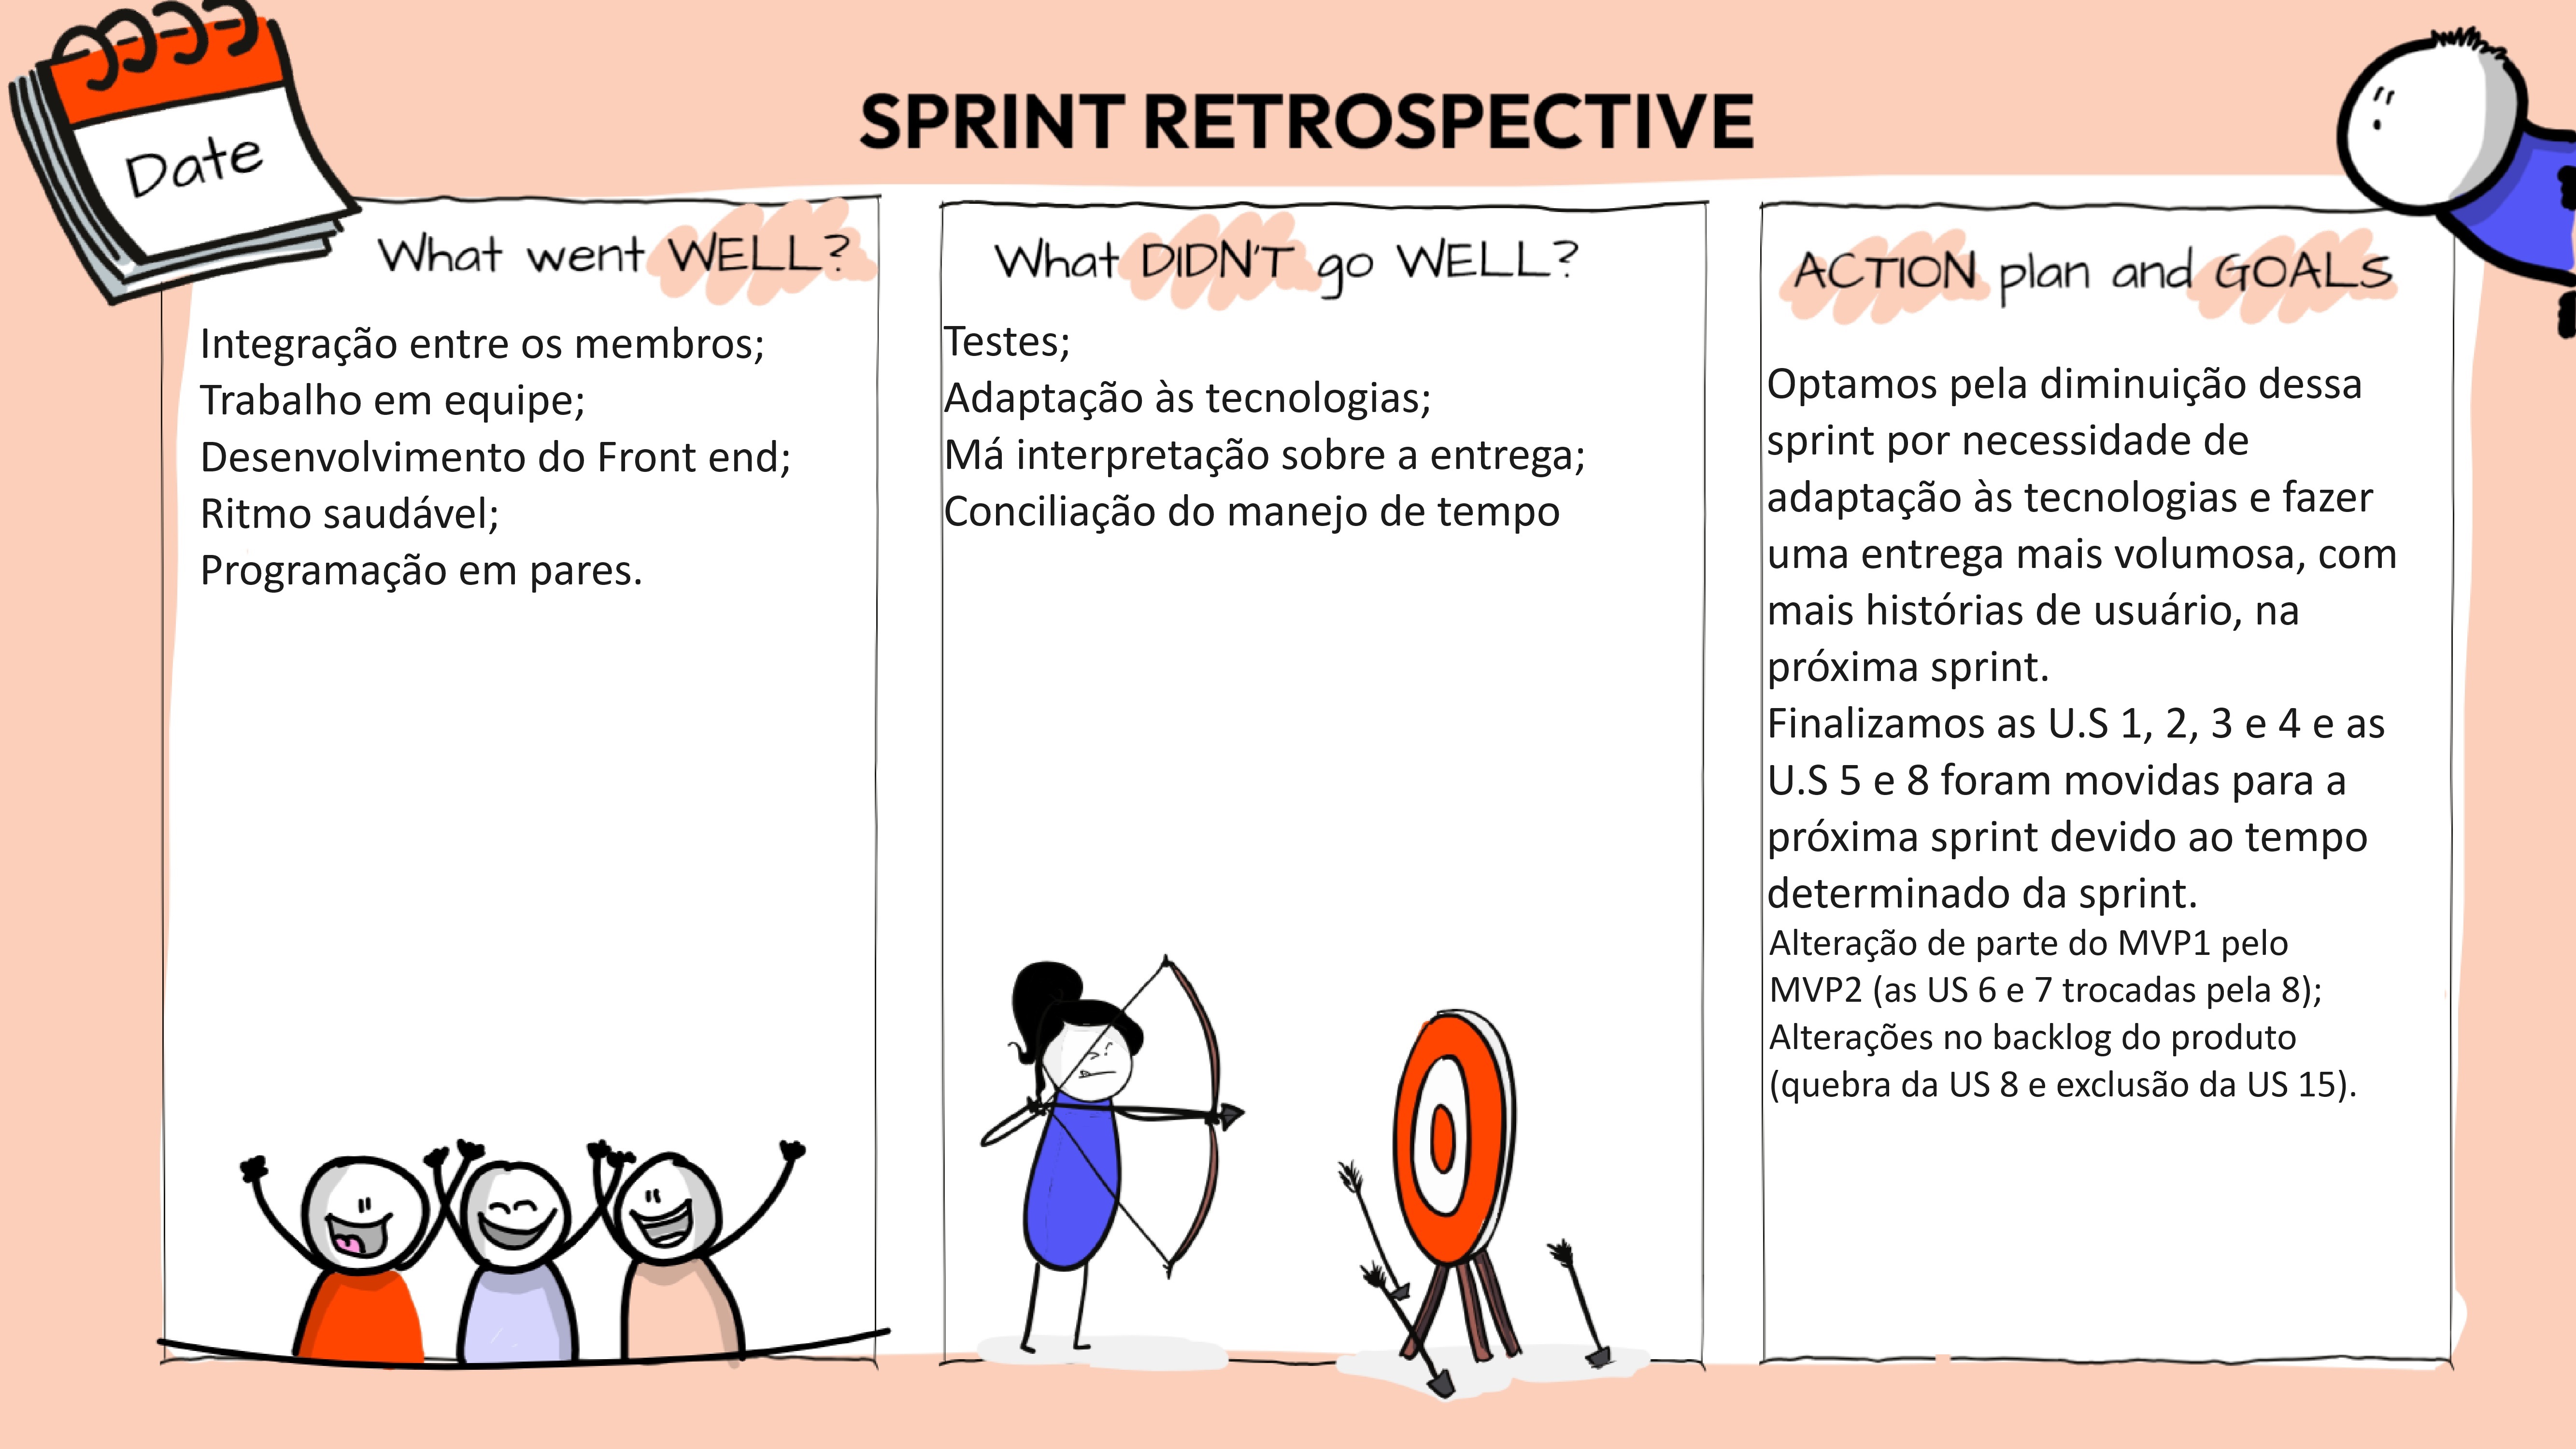 Date
SPRINT RETROSPECTIVE
What went WELL?
Integração entre os membros;
Trabalho em equipe;
Desenvolvimento do Front end;
Ritmo saudável;
Programação em pares.
What DIDN'T go WELL?
Testes;
Adaptação às tecnologias;
Má interpretação sobre a entrega;
Conciliação do manejo de tempo
ACTION plan and GOALS
Optamos pela diminuição dessa
sprint por necessidade de
adaptação às tecnologias e fazer
uma entrega mais volumosa, com
mais histórias de usuário, na
próxima sprint.
Finalizamos as U.S 1, 2, 3 e 4 e as
U.S 5 e 8 foram movidas para a
próxima sprint devido ao tempo
determinado da sprint.
Alteração de parte do MVP1 pelo
MVP2 (as US 6 e 7 trocadas pela 8);
Alterações no backlog do produto
(quebra da US 8 e exclusão da US 15).